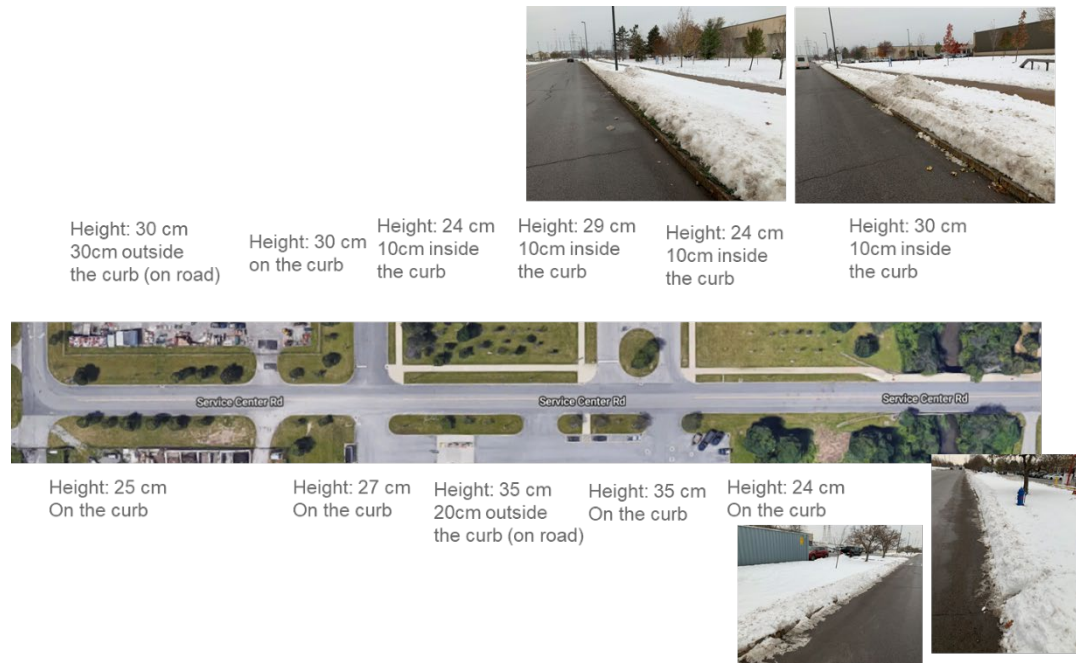 Height: 30 cm
30cm outside
the curb (on road)
Height: 30 cm
on the curb
Height: 24 cm
10cm inside
the curb
Height: 29 cm
10cm inside
the curb
Height: 24 cm
10cm inside
the curb
Height: 30 cm
10cm inside
the curb
Service Center Rd
Service Center Rd
Service Center Rd
Height: 25 cm
On the curb
Height: 27 cm
On the curb
Height: 35 cm
20cm outside
the curb (on road)
Height: 35 cm
On the curb
Height: 24 cm
On the curb